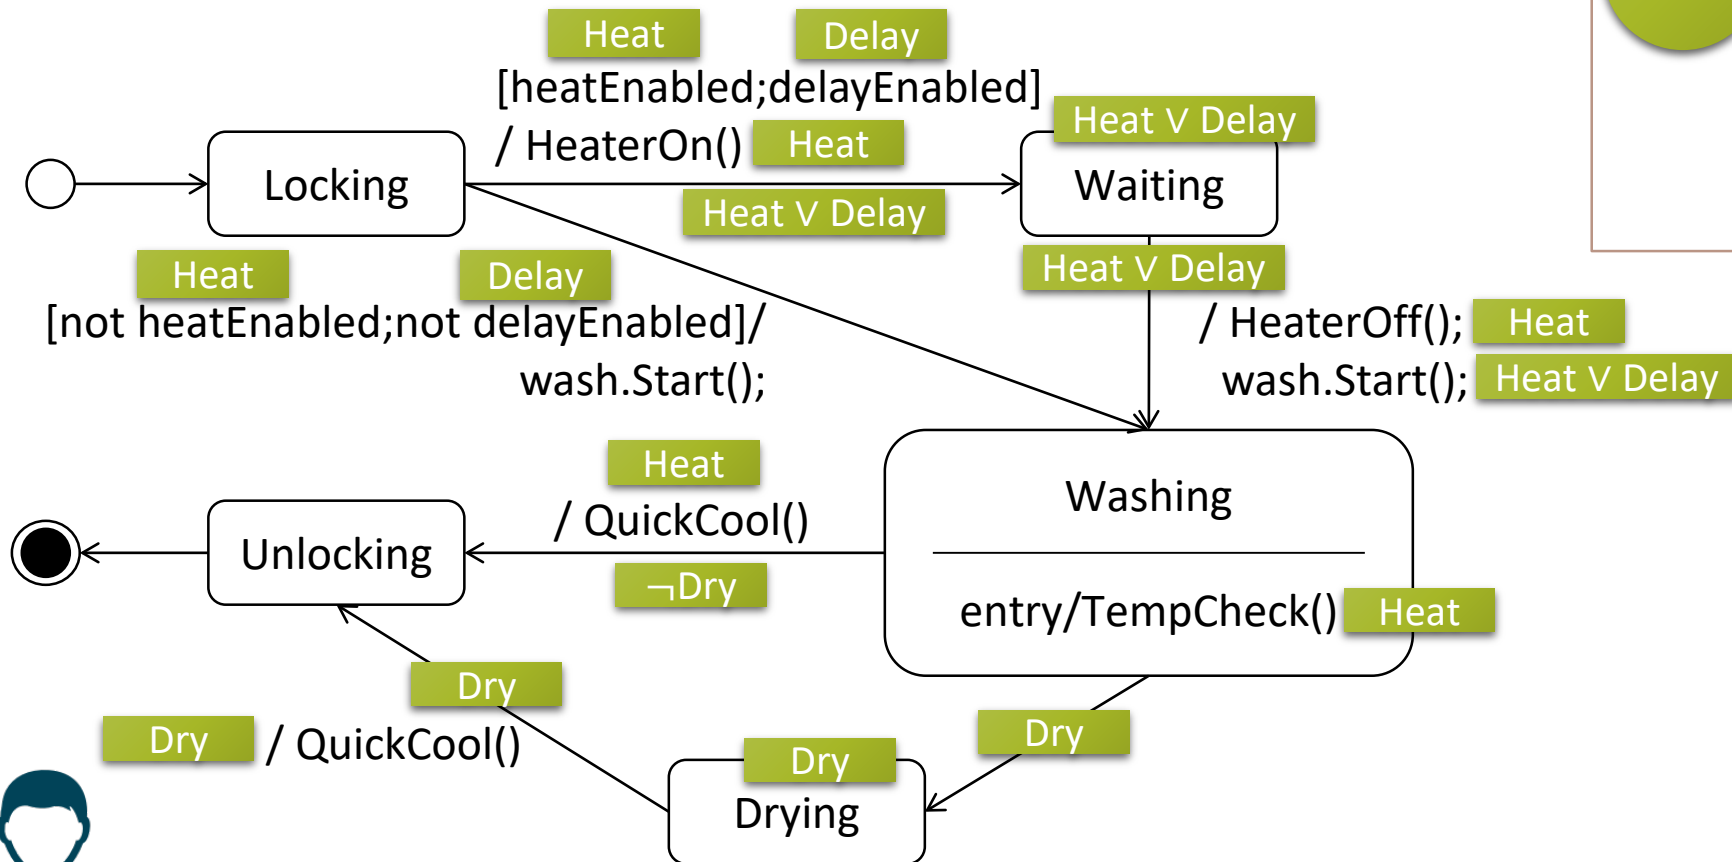 Heat Delay
[heatEnabled;delayEnabled]
Heat ∨ Delay
/ HeaterOn() Heat
Locking
Waiting
Heat ∨ Delay
Heat Delay
Heat ∨ Delay
[not heatEnabled;not delayEnabled]/
wash.Start();
/ HeaterOff(); Heat
wash.Start(); Heat ∨ Delay
Heat
/ QuickCool()
Washing
Unlocking
¬Dry
entry/TempCheck() Heat
Dry
Dry / QuickCool()
Dry
Dry
Drying